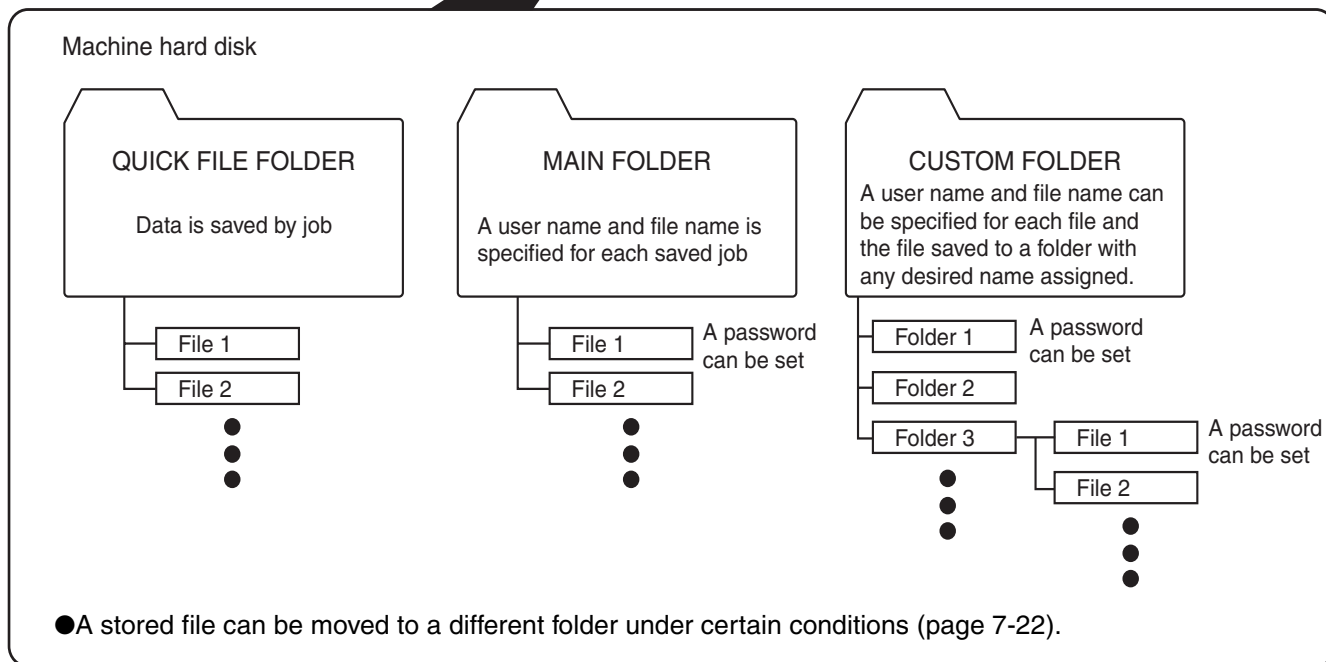 Machine hard disk
QUICK FILE FOLDER
Data is saved by job
File 1
File 2
MAIN FOLDER
A user name and file name is
specified for each saved job
File 1
A password
can be set
File 2
CUSTOM FOLDER
A user name and file name can
be specified for each file and
the file saved to a folder with
any desired name assigned.
Folder 1
A password
can be set
Folder 2
Folder 3
File 1
A password
can be set
File 2
●A stored file can be moved to a different folder under certain conditions (page 7-22).